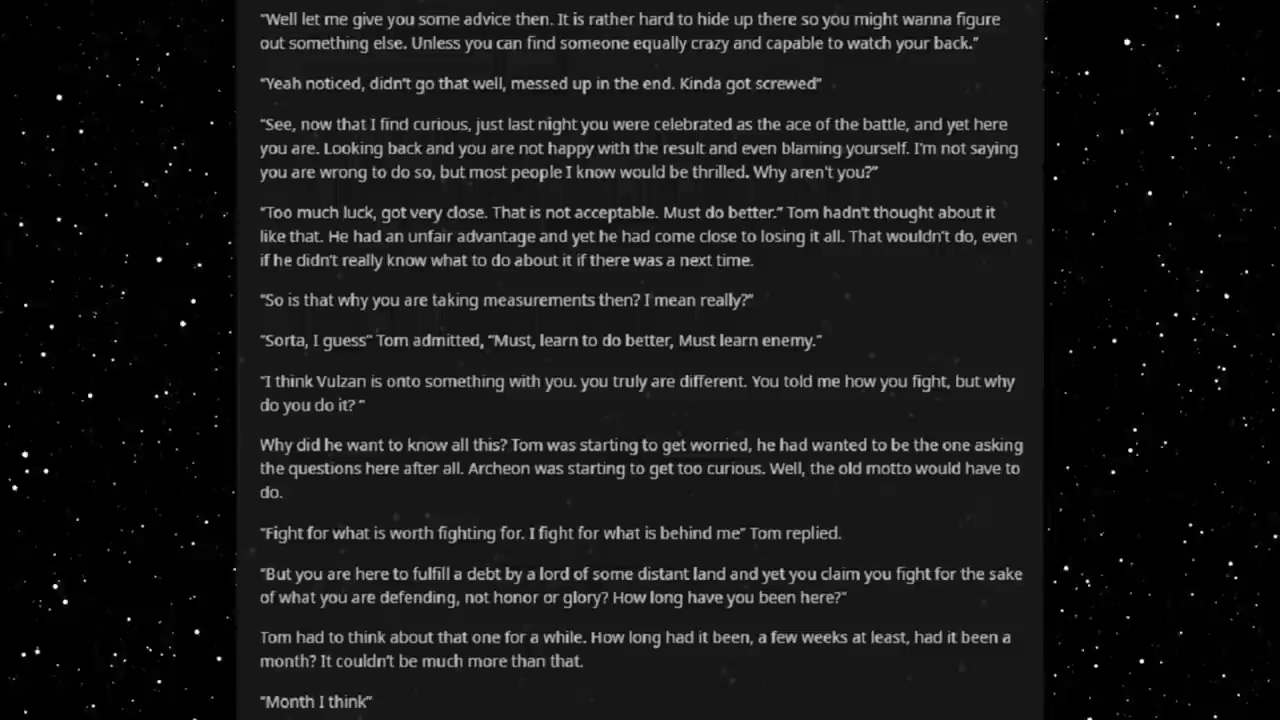 “Well let me give you some advice then. It is rather hard to hide up there so you might wanna figure
out something else. Unless you can find someone equally crazy and capable to watch your back.”
“Yeah noticed, didn’t go that well, messed up in the end. Kinda got screwed”
“See, now that I find curious, just last night you were celebrated as the ace of the battle, and yet here
you are. Looking back and you are not happy with the result and even blaming yourself. I’m not saying
you are wrong to do so, but most people I know would be thrilled. Why aren’t you?”
“Too much luck, got very close. That is not acceptable. Must do better.” Tom hadn’t thought about it
like that. He had an unfair advantage and yet he had come close to losing it all. That wouldn’t do, even
if he didn’t really know what to do about it if there was a next time.
“So is that why you are taking measurements then? I mean really?”
“Sorta, I guess” Tom admitted, “Must, learn to do better, Must learn enemy.”
“I think Vulzan is onto something with you. you truly are different. You told me how you fight, but why
do you do it? ”
Why did he want to know all this? Tom was starting to get worried, he had wanted to be the one asking
the questions here after all. Archeon was starting to get too curious. Well, the old motto would have to
do.
“Fight for what is worth fighting for. I fight for what is behind me” Tom replied.
“But you are here to fulfill a debt by a lord of some distant land and yet you claim you fight for the sake
of what you are defending, not honor or glory? How long have you been here?”
Tom had to think about that one for a while. How long had it been, a few weeks at least, had it been a
month? It couldn’t be much more than that.
“Month I think”